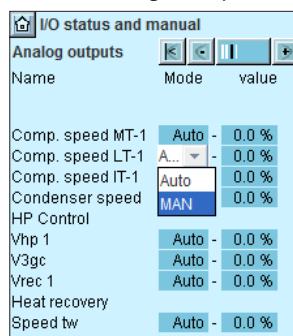 I/O status and manual
Analog outputs
Name Mode value
Comp. speed MT-1 Auto - 0.0 %
Comp. speed LT-1 A... - 0.0 %
Comp. speed IT-1 Auto 0.0 %
Condenser speed MAN 0.0 %
HP Control
Vhp 1 Auto - 0.0 %
V3gc Auto - 0.0 %
Vrec 1 Auto - 0.0 %
Heat recovery
Speed tw Auto - 0.0 %